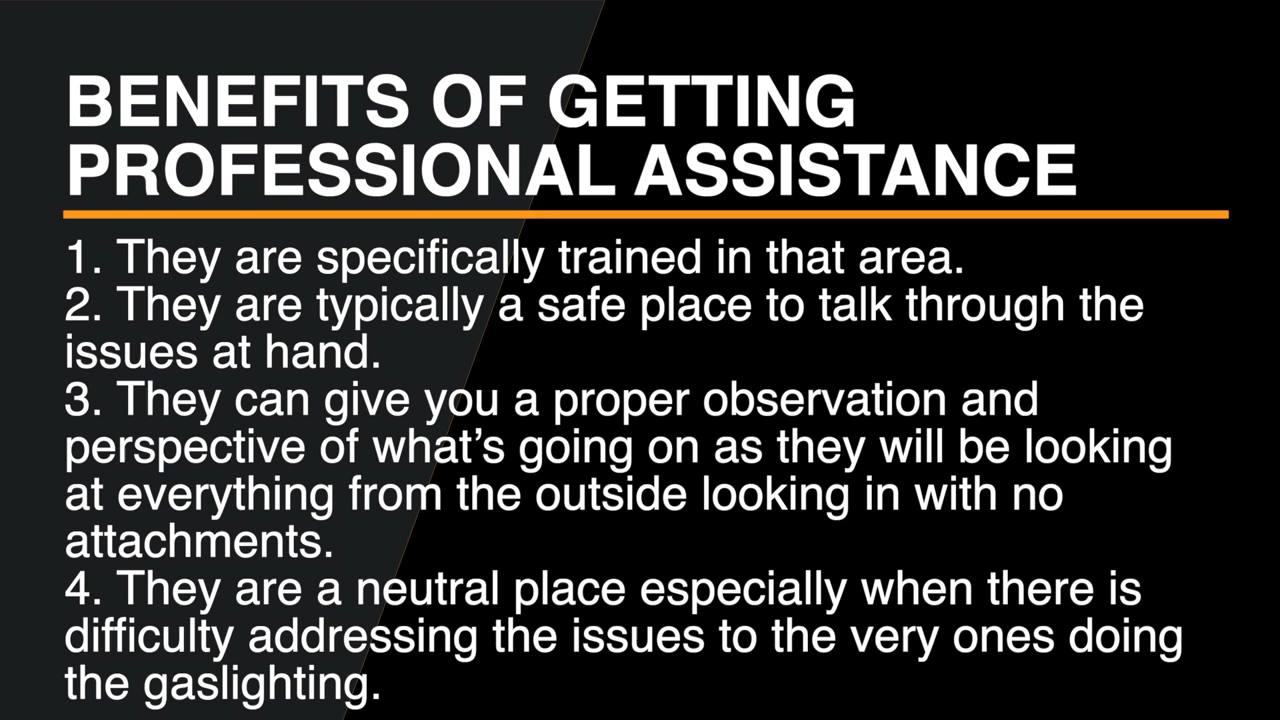 BENEFITS OF GETTING
PROFESSIONAL ASSISTANCE
1. They are specifically trained in that area.
2. They are typically a safe place to talk through the
issues at hand.
3. They can give you a proper observation and
perspective of what’s going on as they will be looking
at everything from the outside looking in with no
attachments.
4. They are a neutral place especially when there is
difficulty addressing the issues to the very ones doing
the gaslighting.